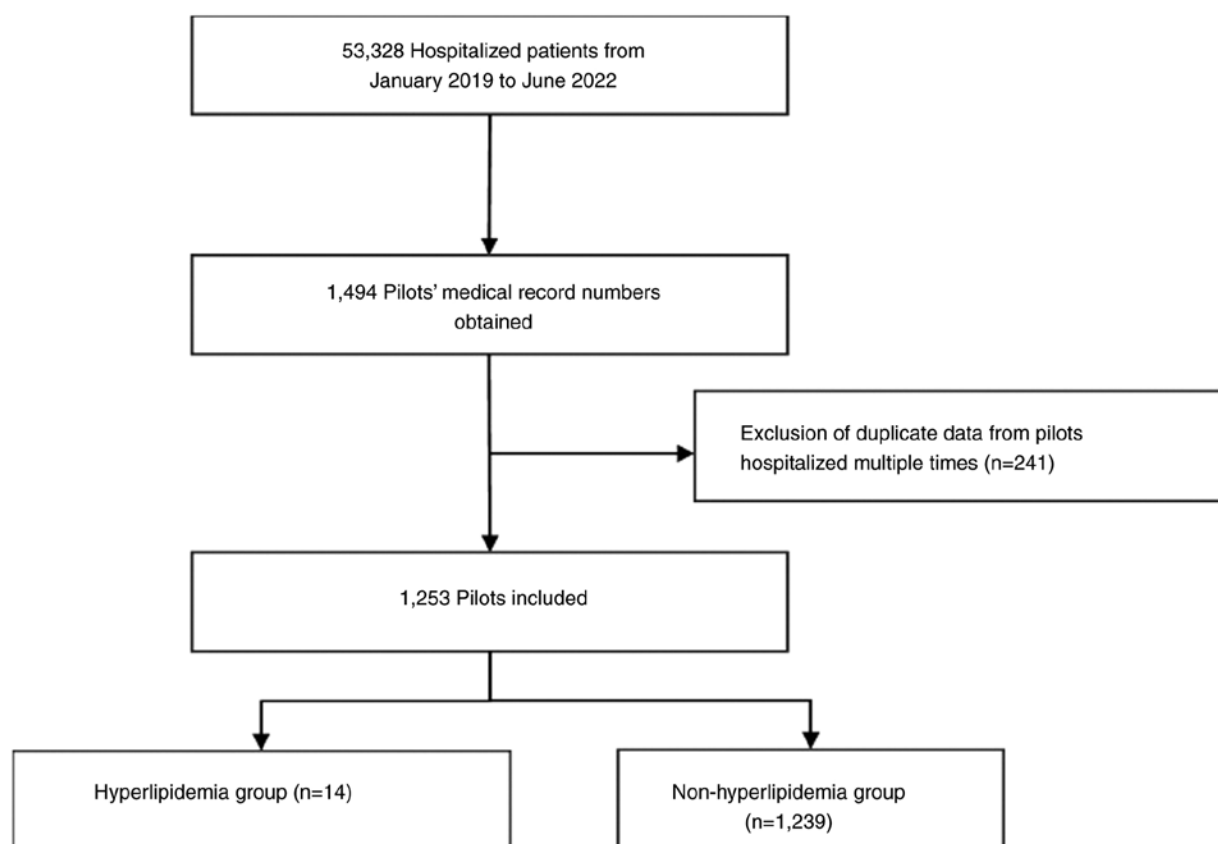 53,328 Hospitalized patients from
January 2019 to June 2022
1,494 Pilots’ medical record numbers
obtained
Exclusion of duplicate data from pilots
hospitalized multiple times (n=241)
1,253 Pilots included
Hyperlipidemia group (n=14)
Non-hyperlipidemia group
(n=1,239)